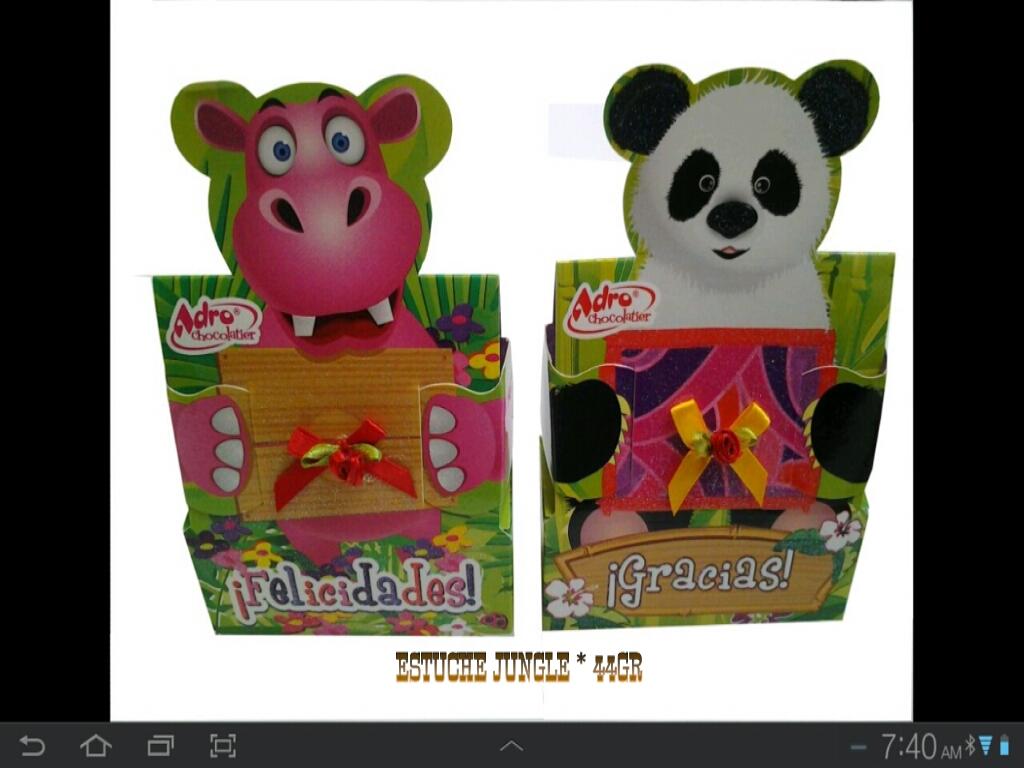 Adro®
Chocolatier
¡Felicidades!
Adro®
Chocolatier
¡Gracias!
ESTUCHE JUNGLE * 44GR
7:40 AM